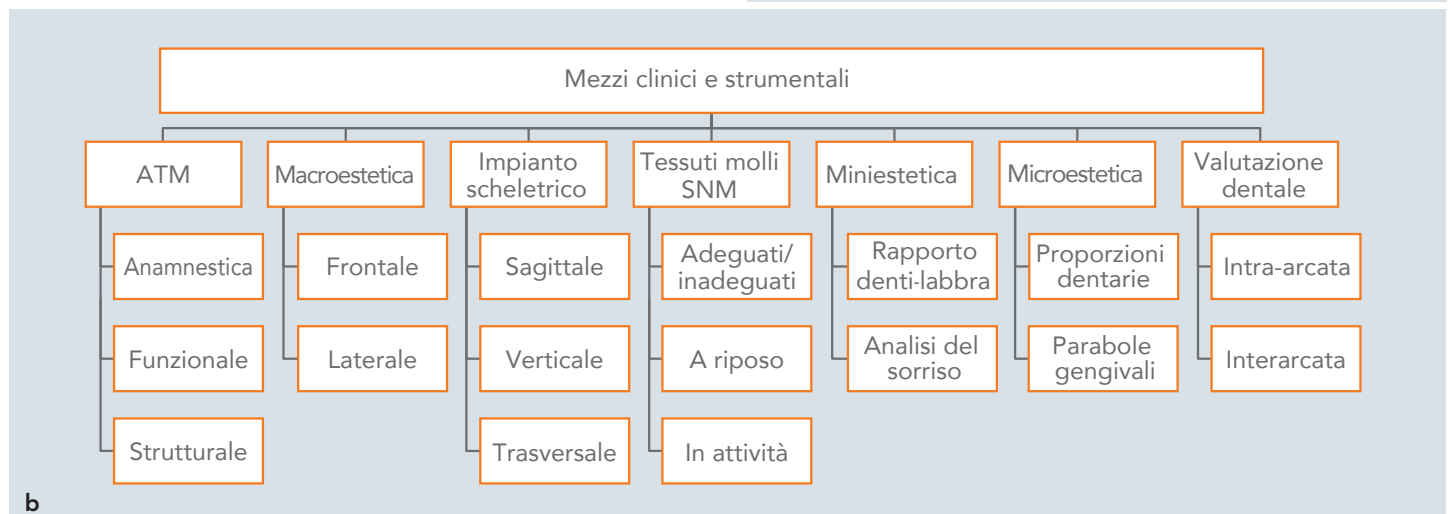 Mezzi clinici e strumentali
ATM
Macroestetica
Impianto
scheletrico
Tessuti molli
SNM
Miniestetica
Microestetica
Valutazione
dentale
Anamnestica
Frontale
Sagittale
Adeguati/
inadeguati
Rapporto
denti-labbra
Proporzioni
dentarie
Intra-arcata
Funzionale
Laterale
Verticale
A riposo
Analisi del
sorriso
Parabole
gengivali
Interarcata
Strutturale
Trasversale
In attività
b